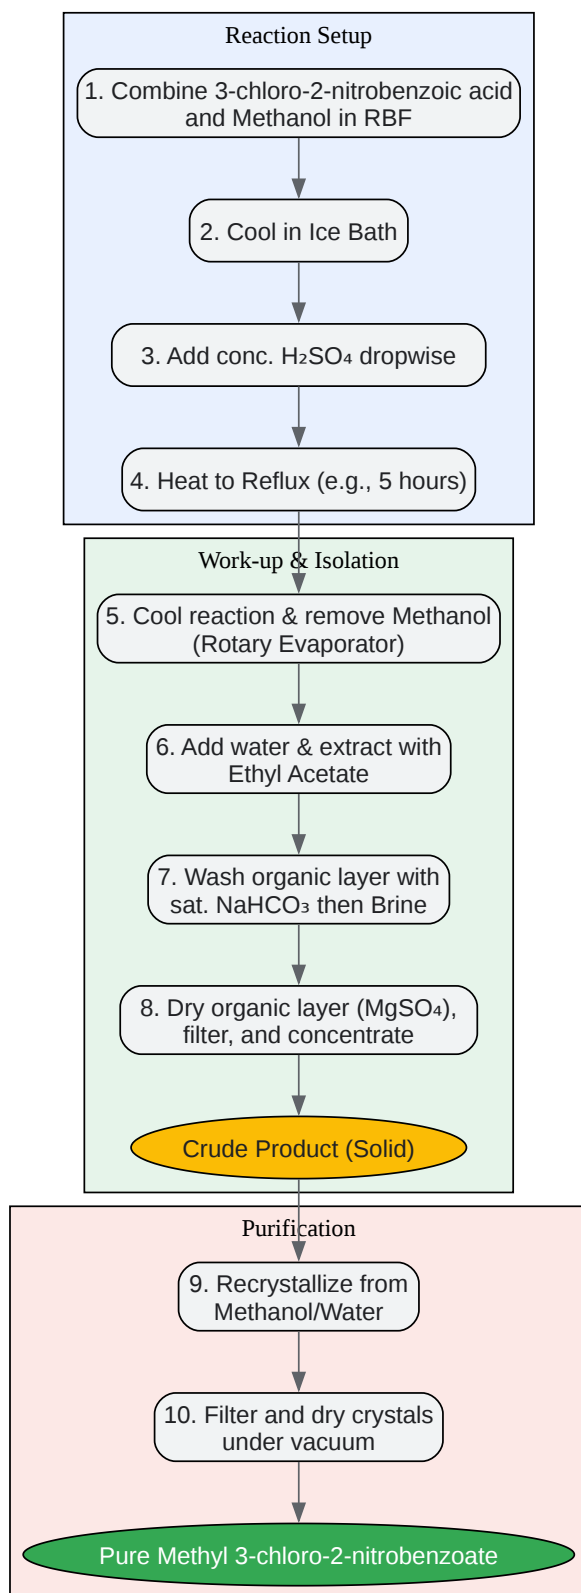 Reaction Setup
1. Combine 3-chloro-2-nitrobenzoic acid
and Methanol in RBF
2. Cool in Ice Bath
3. Add conc. H₂SO₄ dropwise
4. Heat to Reflux (e.g., 5 hours)
Work-up & Isolation
5. Cool reaction & remove Methanol
(Rotary Evaporator)
6. Add water & extract with
Ethyl Acetate
7. Wash organic layer with
sat. NaHCO₃ then Brine
8. Dry organic layer (MgSO₄),
filter, and concentrate
Crude Product (Solid)
Purification
9. Recrystallize from
Methanol/Water
10. Filter and dry crystals
under vacuum
Pure Methyl 3-chloro-2-nitrobenzoate